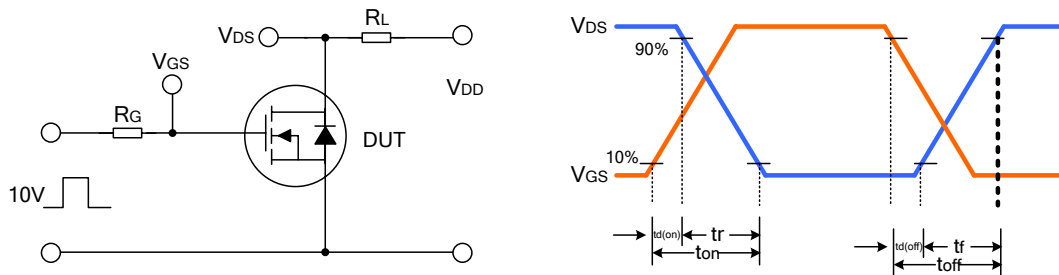 VDS
RL
VGS
VDD
RG
DUT
10V
VDS
90%
10%
VGS
td(on)
tr
ton
td(off)
tf
toff